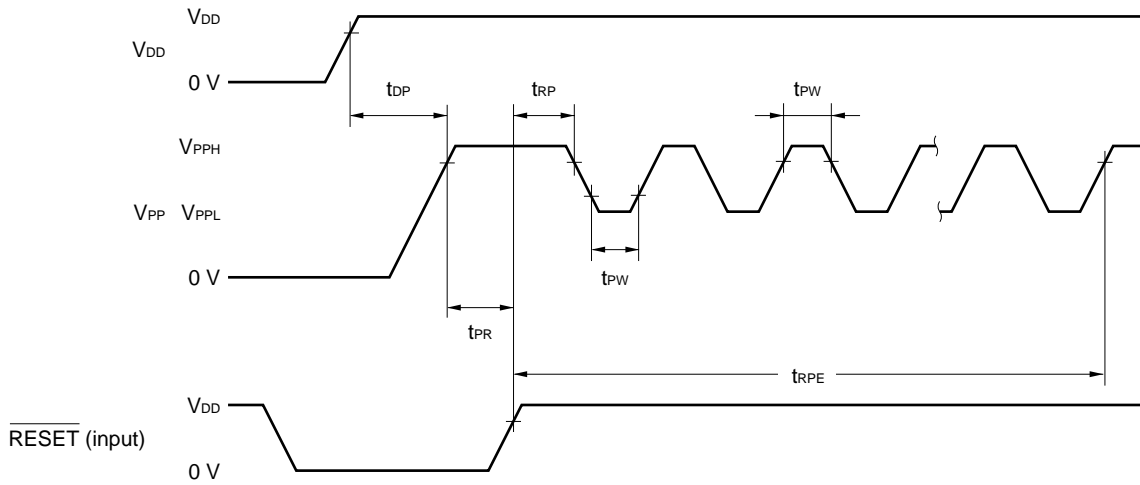 VDD
VDD
0 V
tDP
tRP
tPW
VPPH
VPP VPPL
0 V
tPW
tPR
tRPE
VDD
RESET (input)
0 V